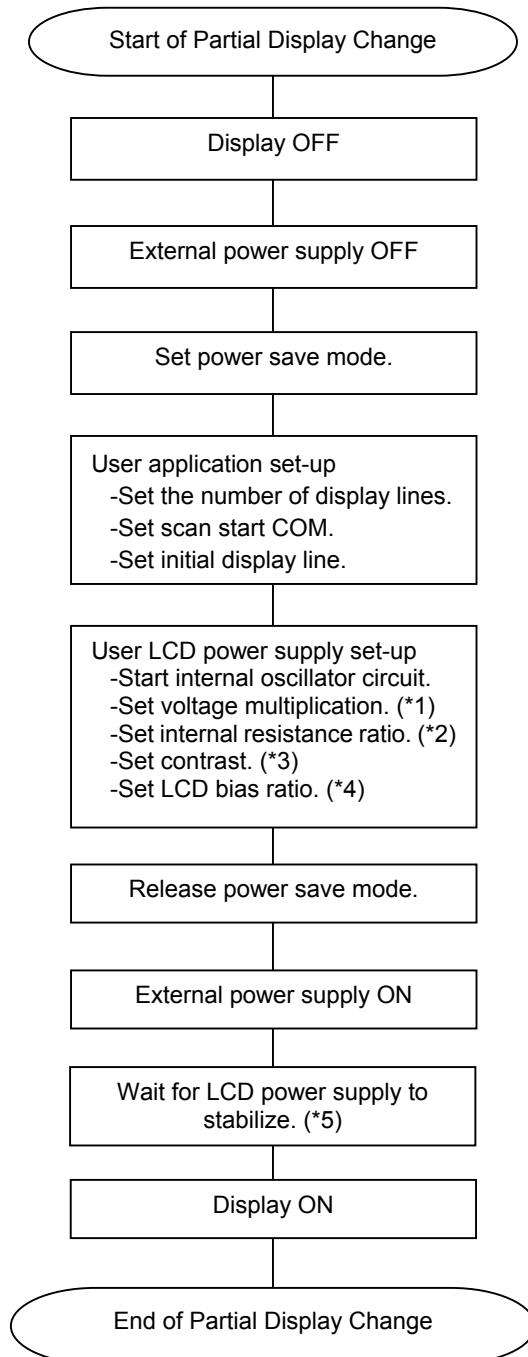 Start of Partial Display Change
Display OFF
External power supply OFF
Set power save mode.
User application set-up
-Set the number of display lines.
-Set scan start COM.
-Set initial display line.
User LCD power supply set-up
-Start internal oscillator circuit.
-Set voltage multiplication. (*1)
-Set internal resistance ratio. (*2)
-Set contrast. (*3)
-Set LCD bias ratio. (*4)
Release power save mode.
External power supply ON
Wait for LCD power supply to
stabilize. (*5)
Display ON
End of Partial Display Change